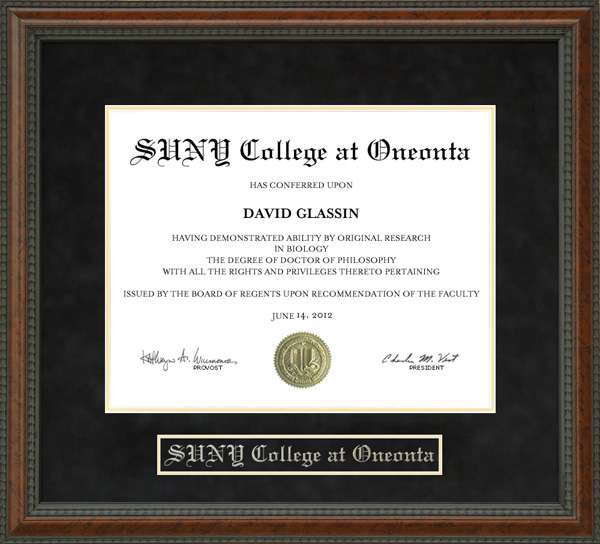 SUNY College at Oneonta
HAS CONFERRED UPON
DAVID GLASSIN
HAVING DEMONSTRATED ABILITY BY ORIGINAL RESEARCH
IN BIOLOGY
THE DEGREE OF DOCTOR OF PHILOSOPHY
WITH ALL THE RIGHTS AND PRIVILEGES THERETO PERTAINING
ISSUED BY THE BOARD OF REGENTS UPON RECOMMENDATION OF THE FACULTY
JUNE 14, 2012
Charles M. Vest
PROVOST PRESIDENT
SUNY College at Oneonta